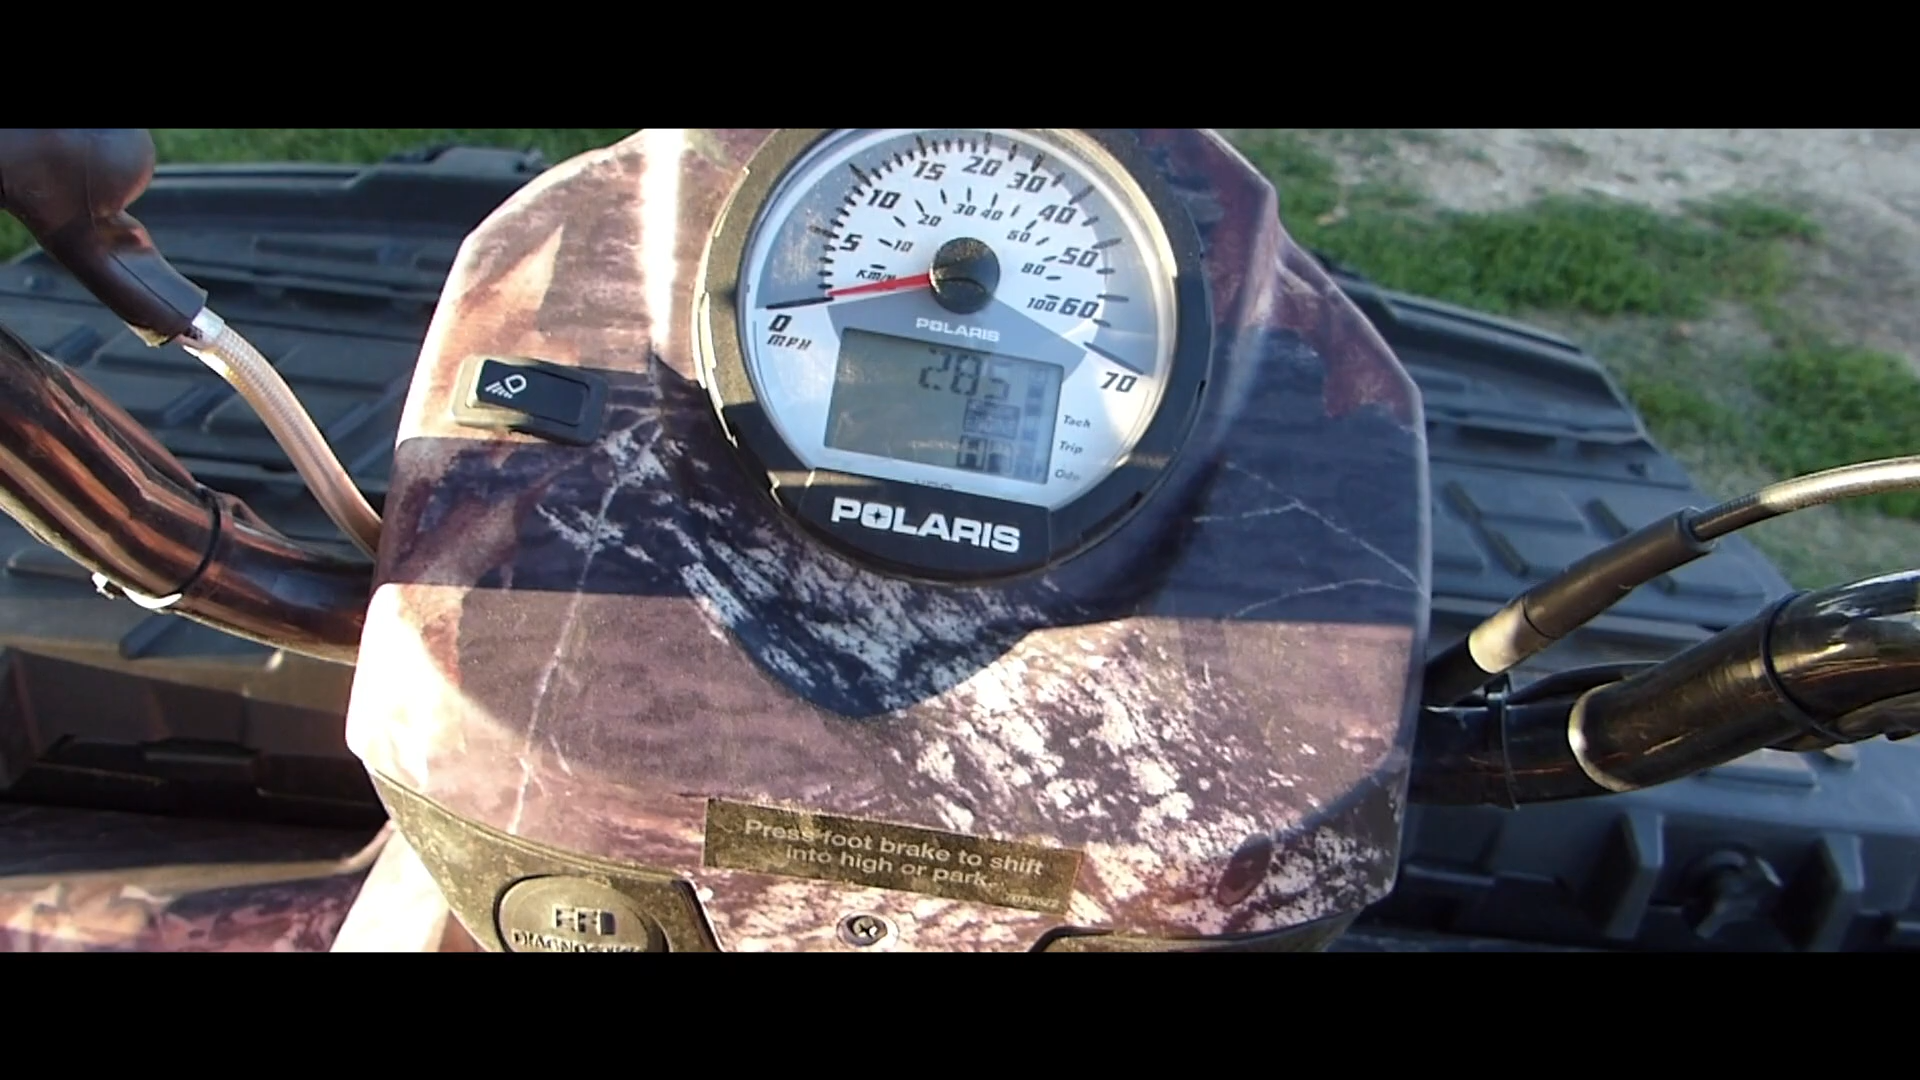 15 20 30
10 40
5 50
0 60
MPH 70
30 40
20 60
10 80
Km/H 100
POLARIS
285
Tach
Trip
Odo
POLARIS
Press foot brake to shift
into high or park.
EFI
DIAGNOSTIC